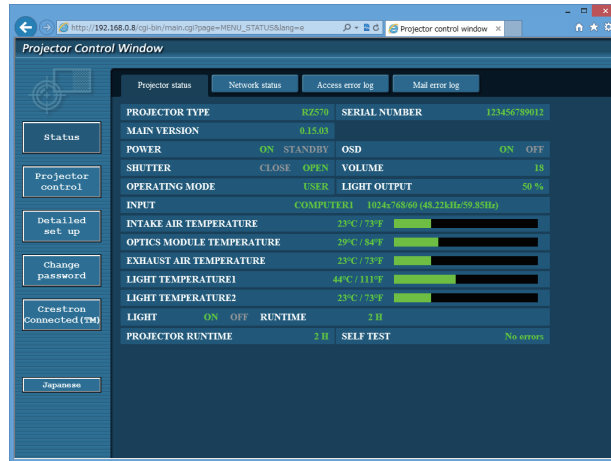 http://192.168.0.8/cgi-bin/main.cgi?page=MENU_STATUS&lang=e
Projector control window
Projector Control Window
Projector status Network status Access error log Mail error log
Status
Projector control
Detailed set up
Change password
Crestron Connected(TM)
Japanese
PROJECTOR TYPE RZ570 SERIAL NUMBER 123456789012
MAIN VERSION 0.15.03
POWER ON STANDBY OSD ON OFF
SHUTTER CLOSE OPEN VOLUME 18
OPERATING MODE USER LIGHT OUTPUT 50 %
INPUT COMPUTER1 1024x768/60 (48.22kHz/59.85Hz)
INTAKE AIR TEMPERATURE 23°C / 73°F
OPTICS MODULE TEMPERATURE 29°C / 84°F
EXHAUST AIR TEMPERATURE 23°C / 73°F
LIGHT TEMPERATURE1 44°C / 111°F
LIGHT TEMPERATURE2 23°C / 73°F
LIGHT ON OFF RUNTIME 2 H
PROJECTOR RUNTIME 2 H SELF TEST No errors